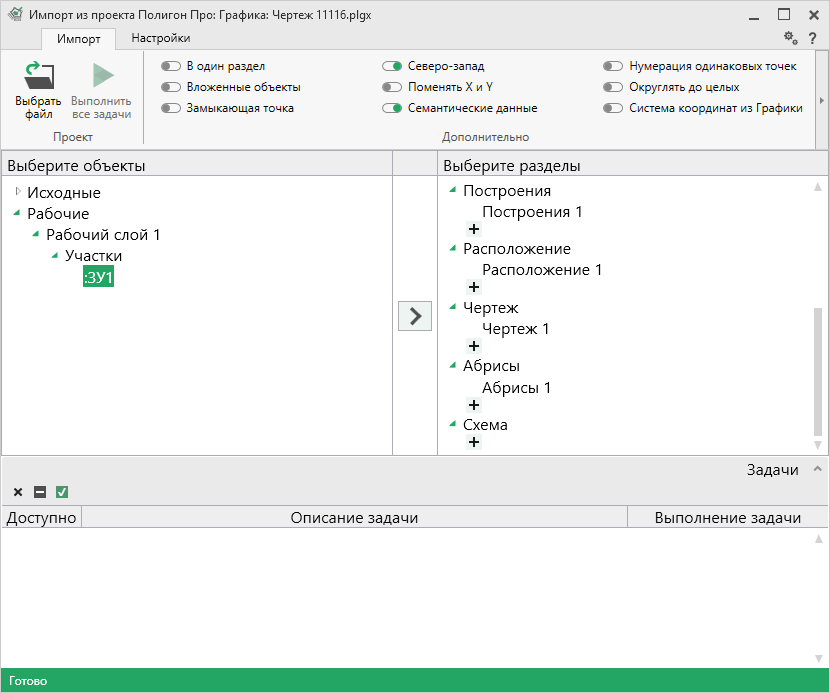 Импорт из проекта Полигон Про: Графика: Чертеж 11116.plgx
Импорт
Настройки
?
Выбрать файл
Выполнить все задачи
Проект
В один раздел
Вложенные объекты
Замыкающая точка
Северо-запад
Поменять X и Y
Семантические данные
Нумерация одинаковых точек
Округлять до целых
Система координат из Графики
Дополнительно
Выберите объекты
Исходные
Рабочие
Рабочий слой 1
Участки
:ЗУ1
Выберите разделы
Построения
Построения 1
+
Расположение
Расположение 1
+
Чертеж
Чертеж 1
+
Абрисы
Абрисы 1
+
Схема
+
Задачи
Доступно
Описание задачи
Выполнение задачи
Готово